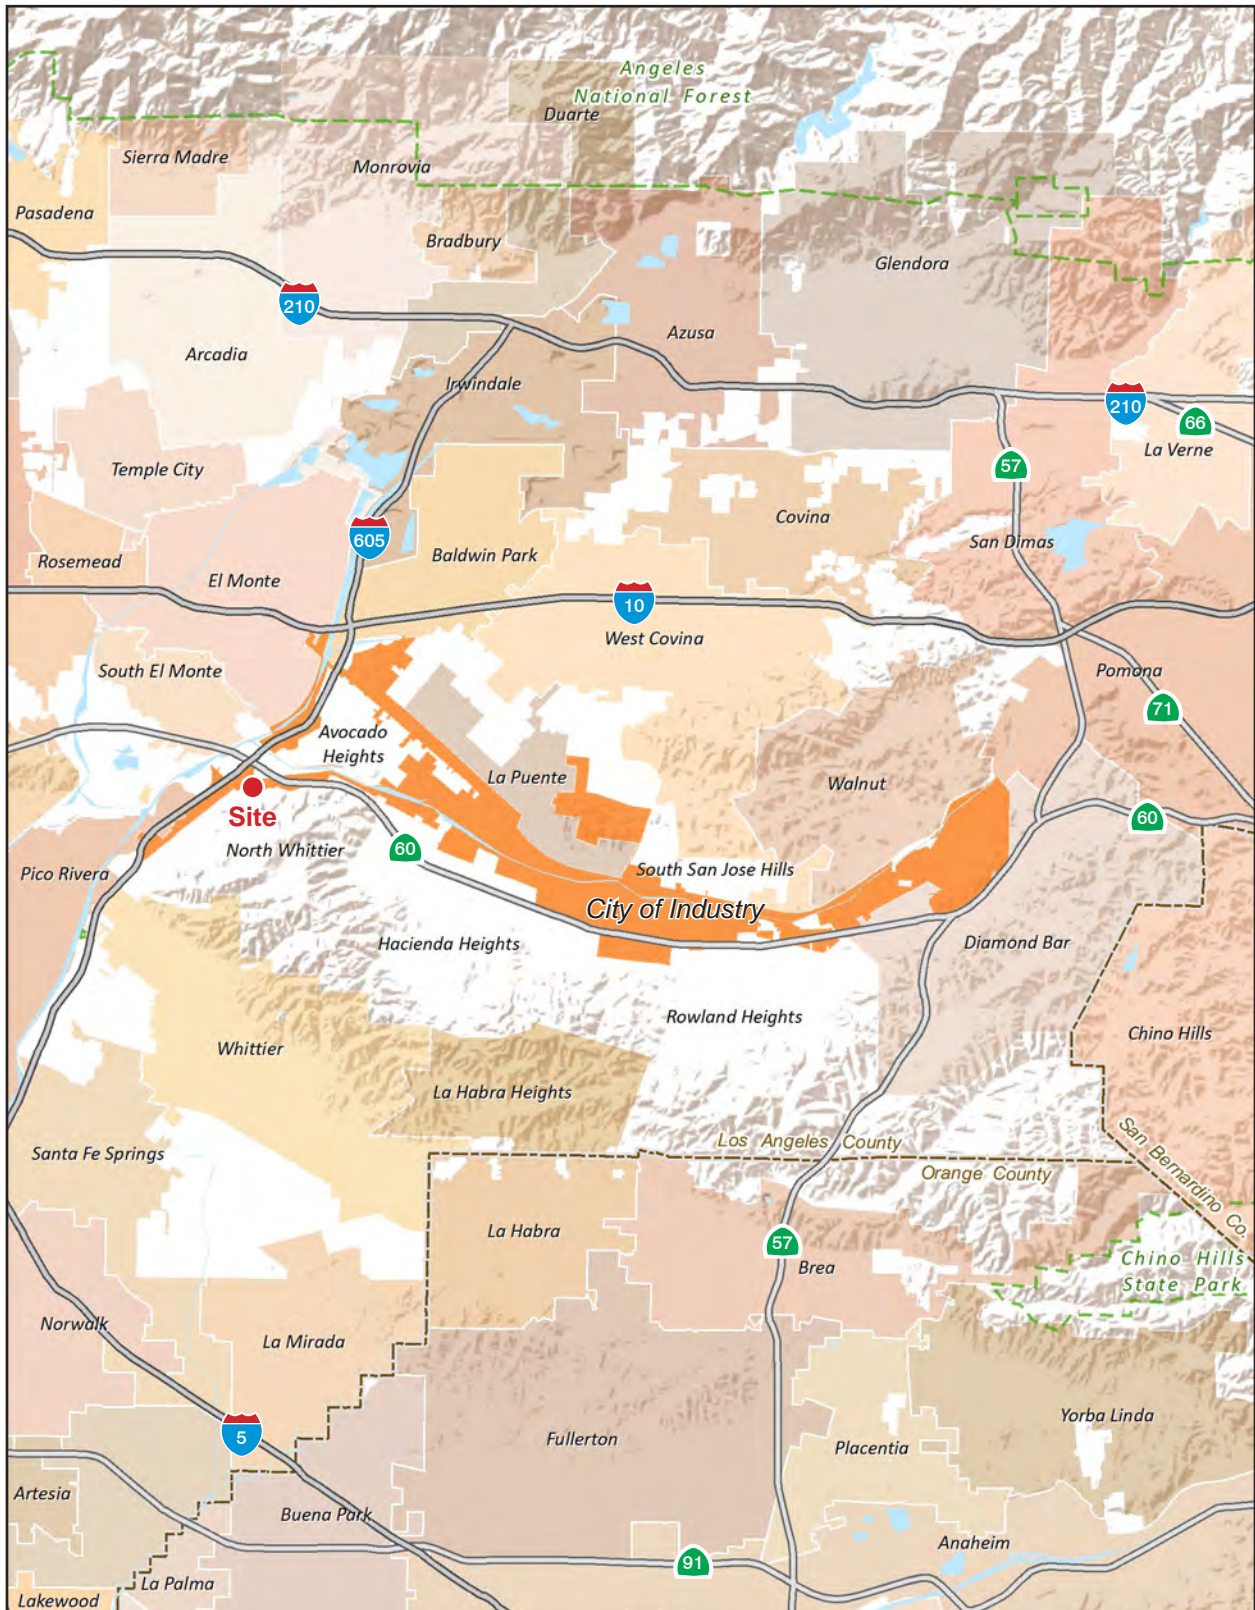 Angeles
National Forest
Duarte
Sierra Madre
Monrovia
Pasadena
Bradbury
Glendora
210
Azusa
Arcadia
Irwindale
210
66
La Verne
57
Temple City
Covina
San Dimas
605
Baldwin Park
Rosemead
El Monte
10
West Covina
South El Monte
Pomona
71
Avocado
Heights
La Puente
Walnut
Site
60
60
North Whittier
Pico Rivera
South San Jose Hills
City of Industry
Hacienda Heights
Diamond Bar
Rowland Heights
Chino Hills
Whittier
La Habra Heights
Los Angeles County
Santa Fe Springs
Orange County
San Bernardino Co.
La Habra
57
Brea
Chino Hills
State Park
Norwalk
La Mirada
5
Yorba Linda
Fullerton
Placentia
Artesia
Buena Park
Anaheim
91
La Palma
Lakewood